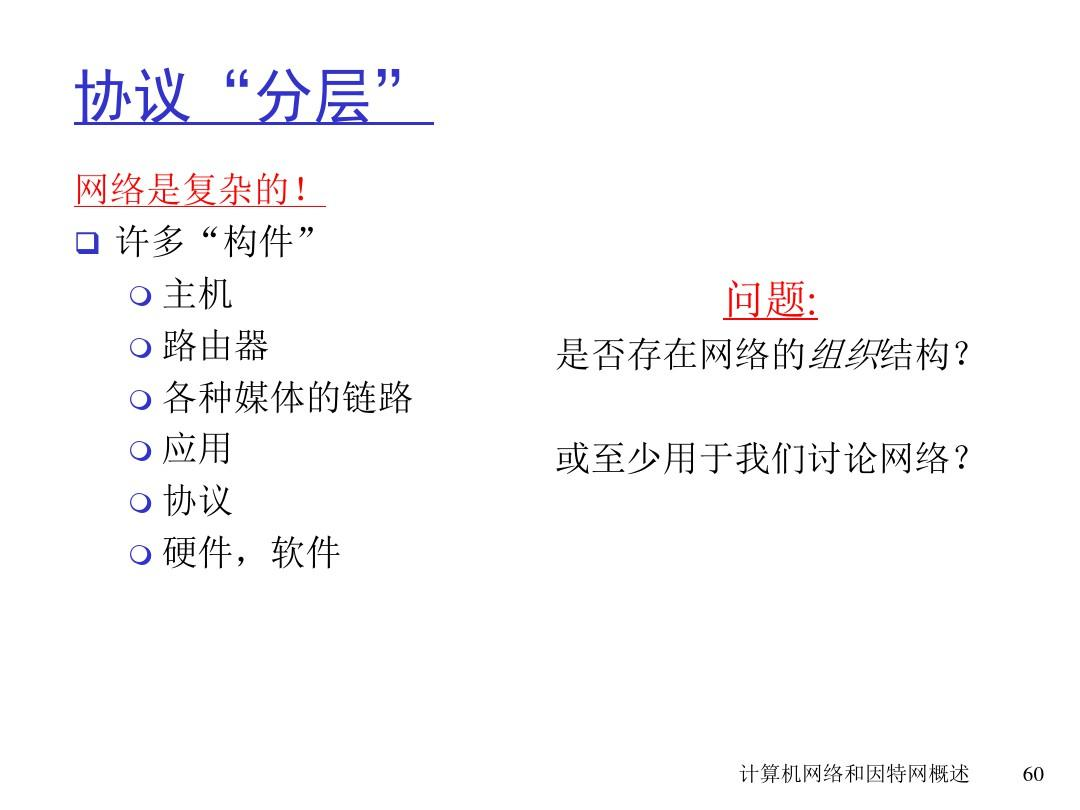 协议“分层”
网络是复杂的！
许多“构件”
主机
路由器
各种媒体的链路
应用
协议
硬件，软件
问题:
是否存在网络的组织结构？
或至少用于我们讨论网络？
计算机网络和因特网概述 60